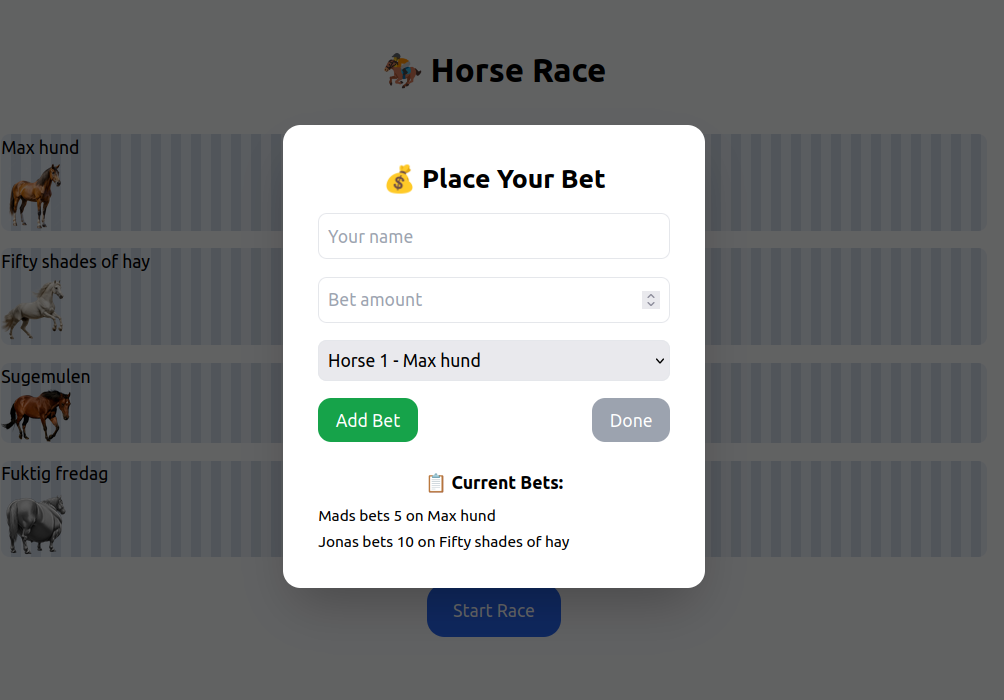 Horse Race
Max hund
Fifty shades of hay
Sugemulen
Fuktig fredag
Place Your Bet
Your name
Bet amount
Horse 1 - Max hund
Add Bet
Done
Current Bets:
Mads bets 5 on Max hund
Jonas bets 10 on Fifty shades of hay
Start Race